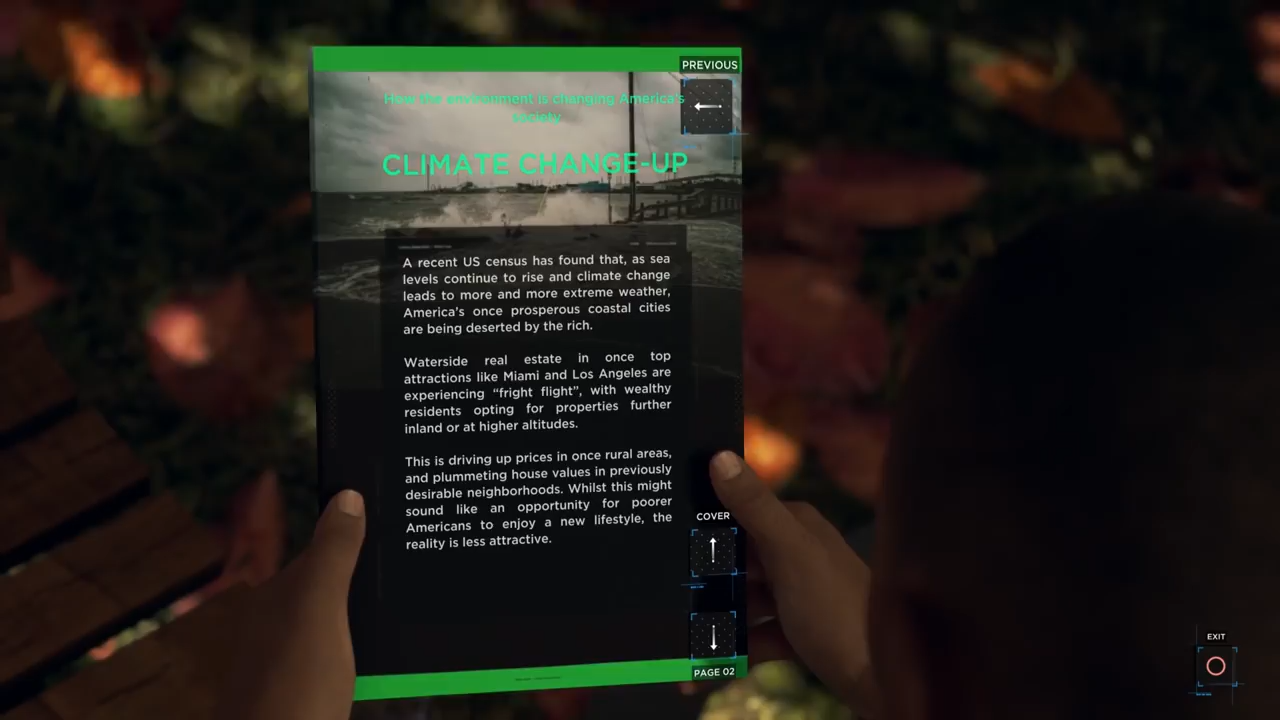 PREVIOUS
How the environment is changing America's
society
CLIMATE CHANGE-UP
A recent US census has found that, as sea
levels continue to rise and climate change
leads to more and more extreme weather,
America's once prosperous coastal cities
are being deserted by the rich.
Waterside real estate in once top
attractions like Miami and Los Angeles are
experiencing “fright flight”, with wealthy
residents opting for properties further
inland or at higher altitudes.
This is driving up prices in once rural areas,
and plummeting house values in previously
desirable neighborhoods. Whilst this might
sound like an opportunity for poorer
Americans to enjoy a new lifestyle, the
reality is less attractive.
COVER
PAGE 02
EXIT